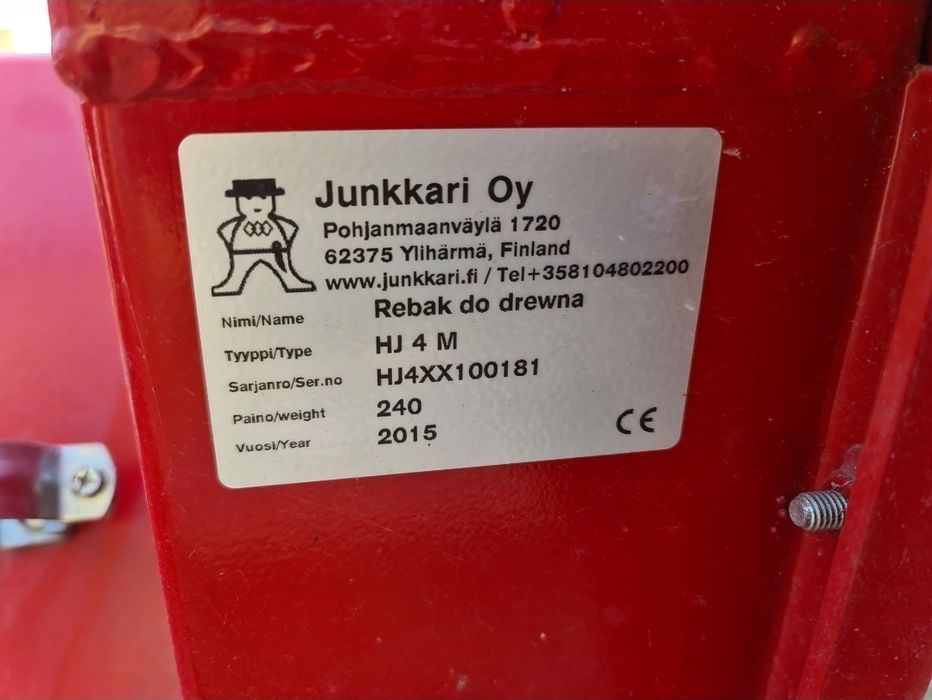 Junkkari Oy
Pohjanmaanväylä 1720
62375 Ylihärmä, Finland
www.junkkari.fi / Tel+358104802200
Nimi/Name Rebak do drewna
Tyyppi/Type HJ 4 M
Sarjanro/Ser.no HJ4XX100181
Paino/weight 240
Vuosi/Year 2015
CE